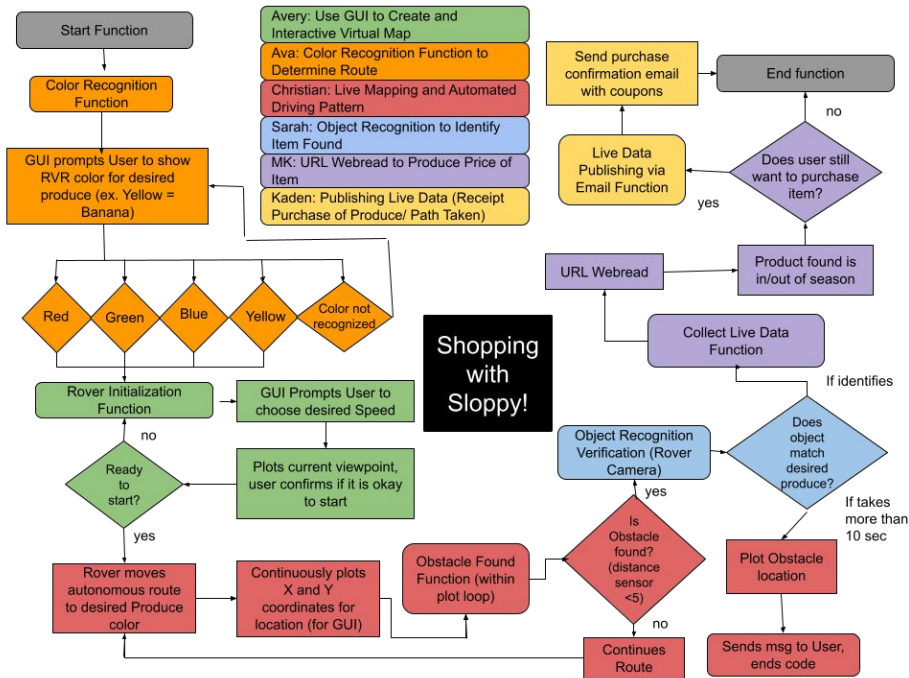 Start Function
Color Recognition
Function
GUI prompts User to show
RVR color for desired
produce (ex. Yellow =
Banana)
Red
Green
Blue
Yellow
Color not
recognized
Avery: Use GUI to Create and
Interactive Virtual Map
Ava: Color Recognition Function to
Determine Route
Christian: Live Mapping and Automated
Driving Pattern
Sarah: Object Recognition to Identify
Item Found
MK: URL Webread to Produce Price of
Item
Kaden: Publishing Live Data (Receipt
Purchase of Produce/ Path Taken)
Send purchase
confirmation email
with coupons
End function
no
Live Data
Publishing via
Email Function
yes
Does user still
want to purchase
item?
URL Webread
Product found is
in/out of season
Collect Live Data
Function
If identifies
Shopping
with
Sloppy!
Rover Initialization
Function
GUI Prompts User to
choose desired Speed
no
Ready
to
start?
Plots current viewpoint,
user confirms if it is okay
to start
yes
Object Recognition
Verification (Rover
Camera)
Does
object
match
desired
produce?
yes
If takes
more than
10 sec
Rover moves
autonomous route
to desired Produce
color
Continuously plots
X and Y
coordinates for
location (for GUI)
Obstacle Found
Function (within
plot loop)
Is
Obstacle
found?
(distance
sensor
<5)
no
Continues
Route
Plot Obstacle
location
Sends msg to User,
ends code